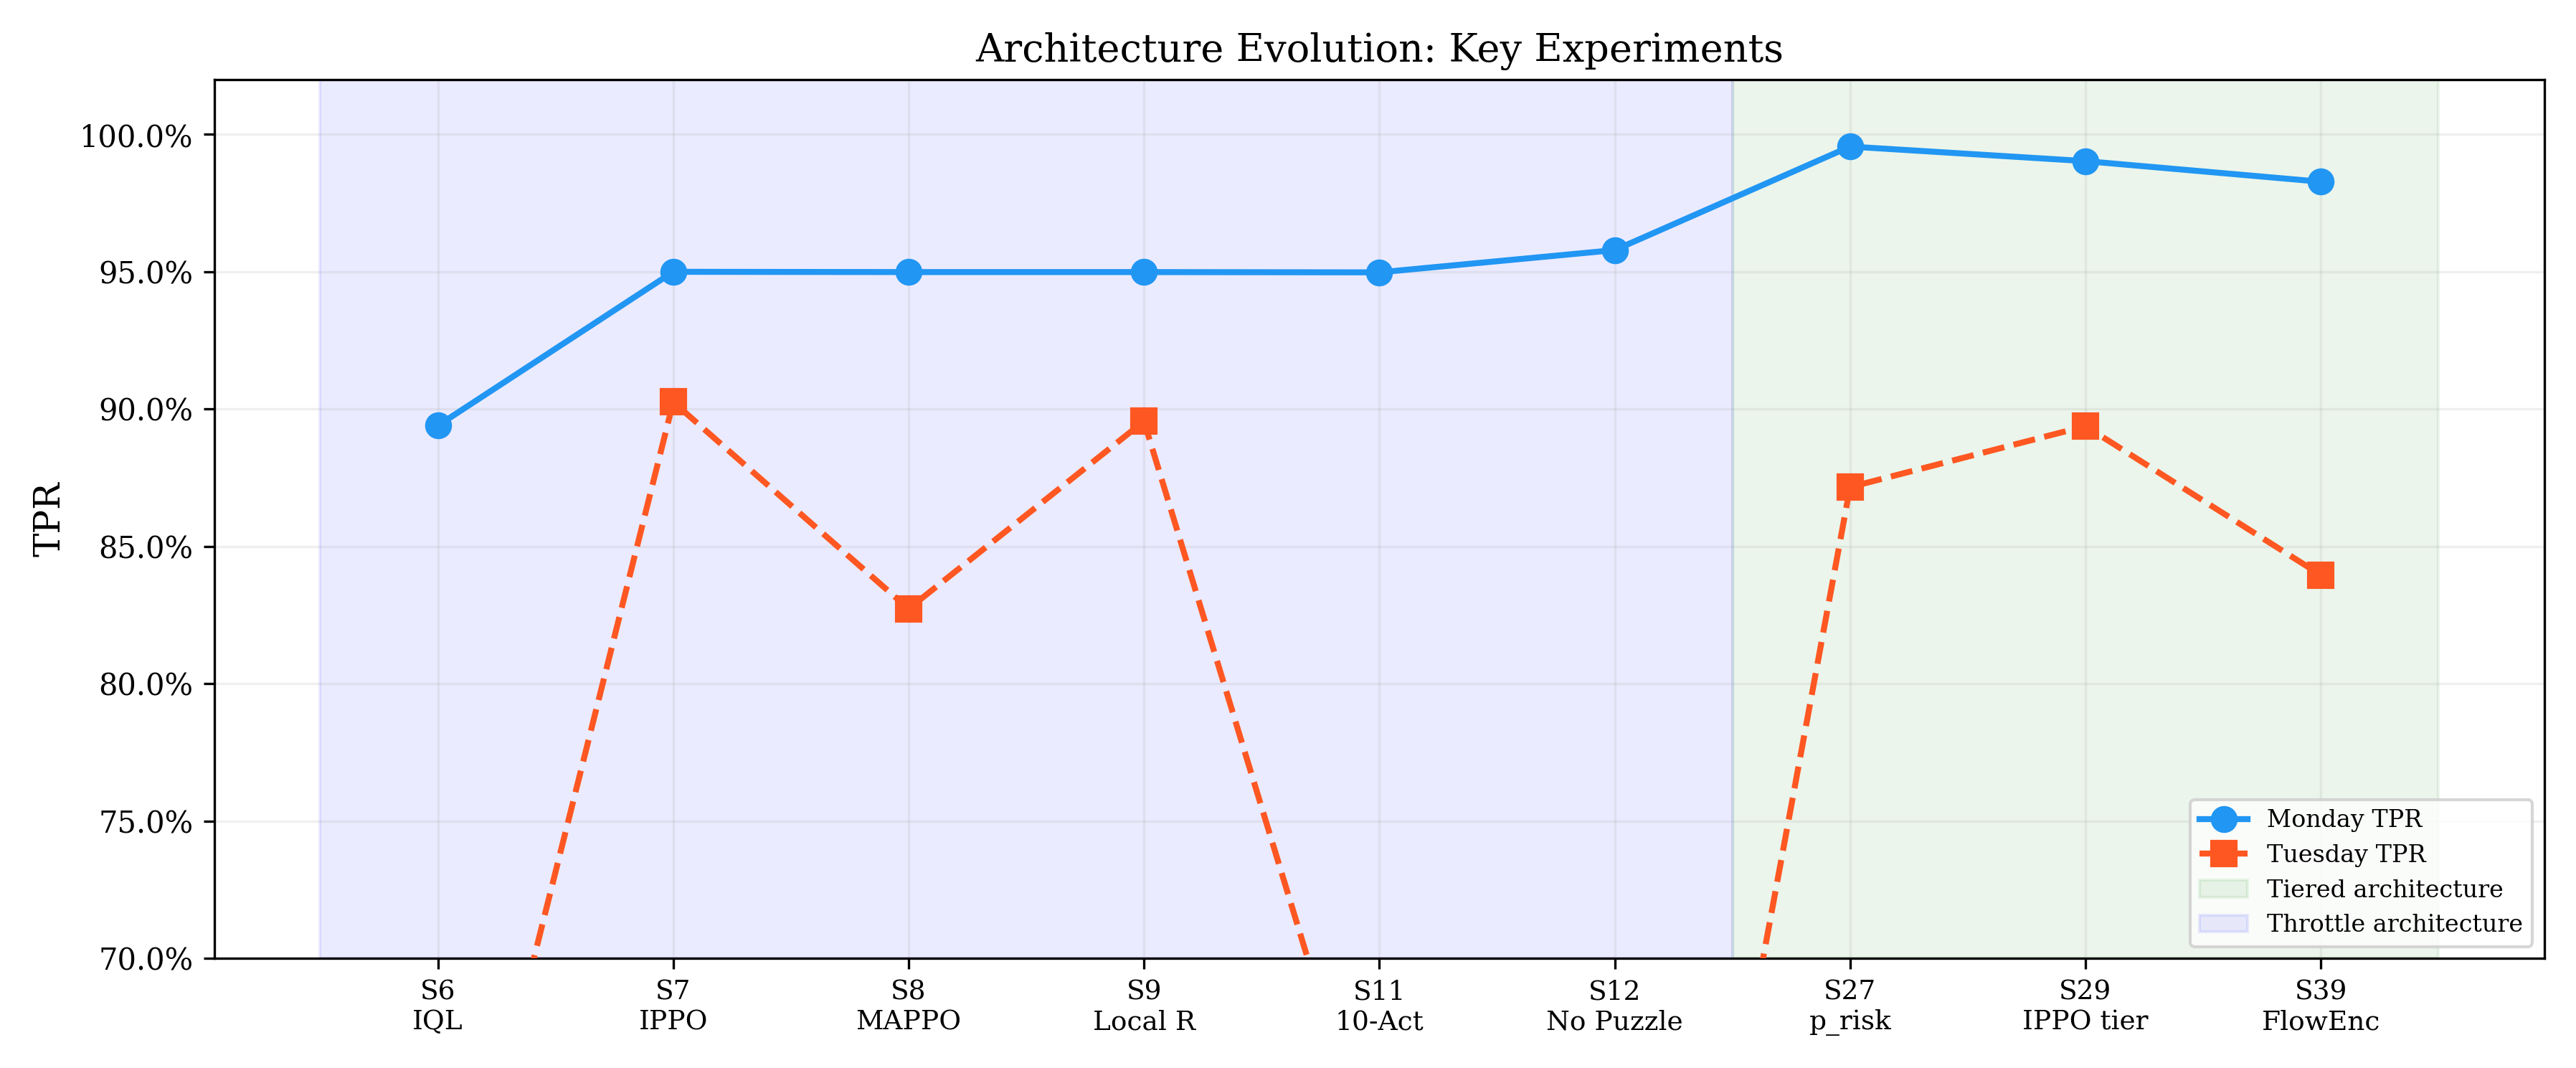 Architecture Evolution: Key Experiments
TPR
100.0%
95.0%
90.0%
85.0%
80.0%
75.0%
70.0%
S6
IQL
S7
IPPO
S8
MAPPO
S9
Local R
S11
10-Act
S12
No Puzzle
S27
p_risk
S29
IPPO tier
S39
FlowEnc
Monday TPR
Tuesday TPR
Tiered architecture
Throttle architecture